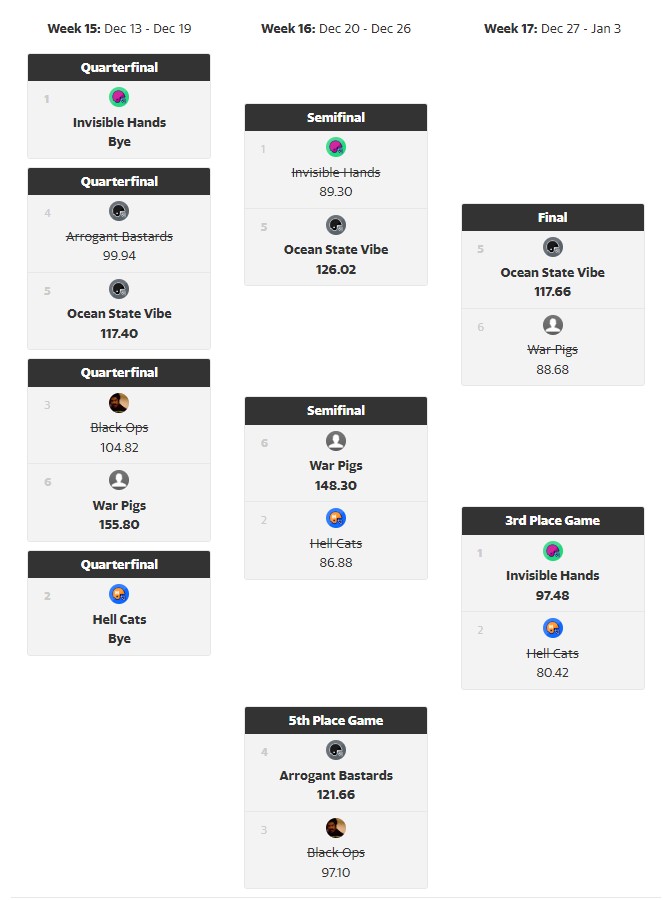 Week 15: Dec 13 - Dec 19
Quarterfinal
1
Invisible Hands
Bye
Quarterfinal
4
Arrogant Bastards
99.94
5
Ocean State Vibe
117.40
Quarterfinal
3
Black Ops
104.82
6
War Pigs
155.80
Quarterfinal
2
Hell Cats
Bye
Week 16: Dec 20 - Dec 26
Semifinal
1
Invisible Hands
89.30
5
Ocean State Vibe
126.02
Semifinal
6
War Pigs
148.30
2
Hell Cats
86.88
5th Place Game
4
Arrogant Bastards
121.66
3
Black Ops
97.10
Week 17: Dec 27 - Jan 3
Final
5
Ocean State Vibe
117.66
6
War Pigs
88.68
3rd Place Game
1
Invisible Hands
97.48
2
Hell Cats
80.42